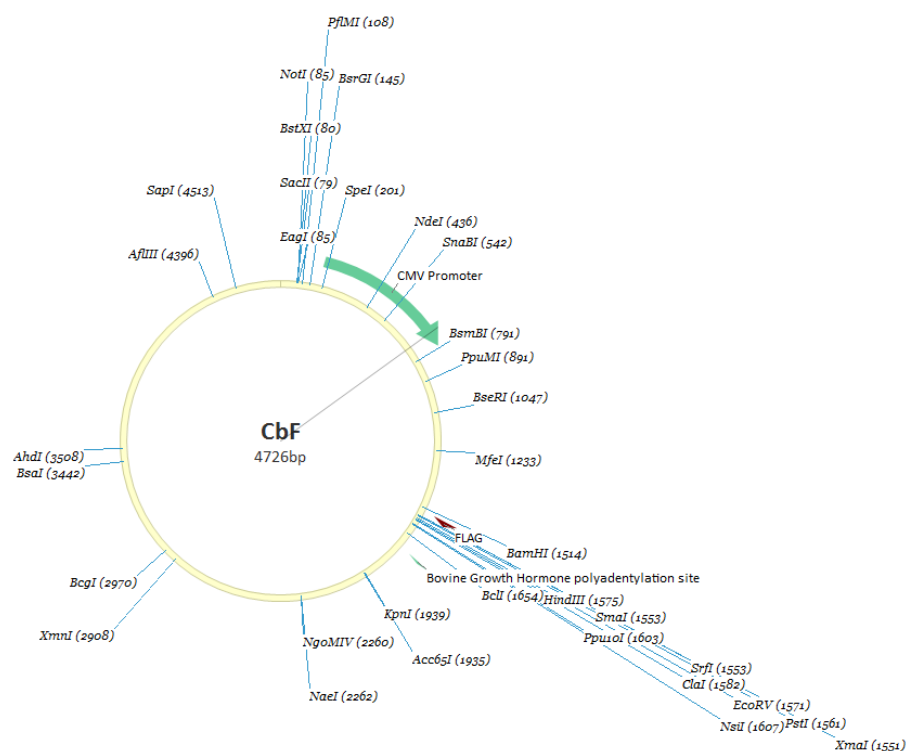 PflMI (108)
NotI (85)
BsrGI (145)
BstXI (80)
SacII (79)
SapI (4513)
SpeI (201)
NdeI (436)
EagI (85)
SnaBI (542)
AflIII (4396)
CMV Promoter
BsmBI (791)
PpuMI (891)
BseRI (1047)
CbF
4726bp
AhdI (3508)
MfeI (1233)
BsaI (3442)
FLAG
BamHI (1514)
Bovine Growth Hormone polyadentylation site
BcgI (2970)
BclI (1654)
HindIII (1575)
KpnI (1939)
SmaI (1553)
XmnI (2908)
Ppu10I (1603)
NgoMIV (2260)
Acc65I (1935)
SrfI (1553)
ClaI (1582)
NaeI (2262)
EcoRV (1571)
NsiI (1607)
PstI (1561)
XmaI (1551)